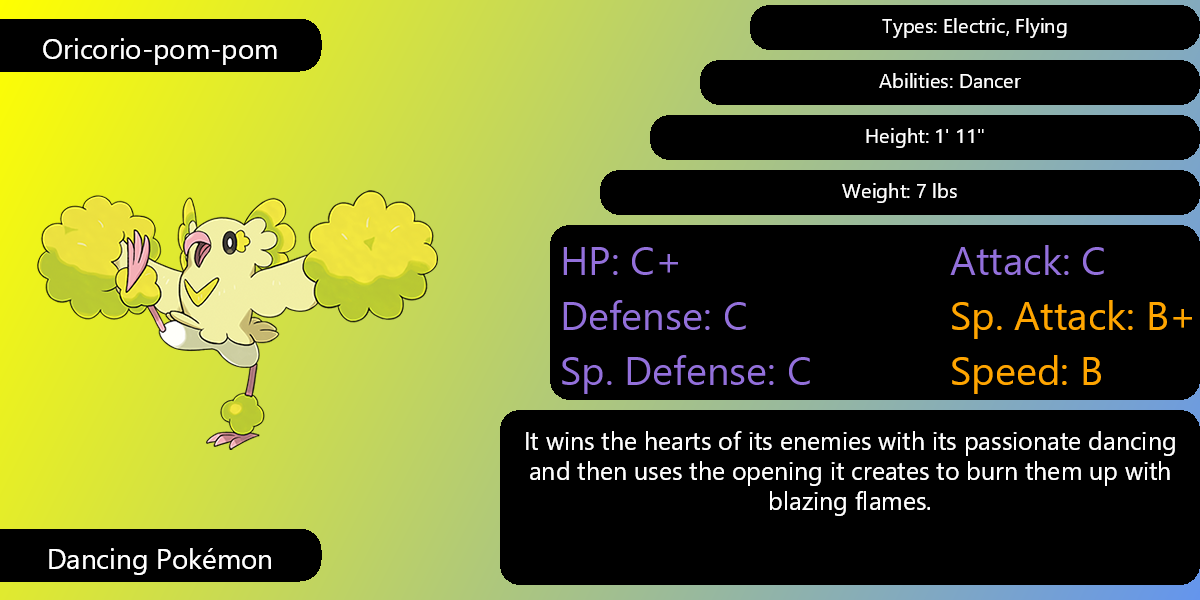 Oricorio-pom-pom
Types: Electric, Flying
Abilities: Dancer
Height: 1' 11"
Weight: 7 lbs
HP: C+
Attack: C
Defense: C
Sp. Attack: B+
Sp. Defense: C
Speed: B
It wins the hearts of its enemies with its passionate dancing
and then uses the opening it creates to burn them up with
blazing flames.
Dancing Pokémon